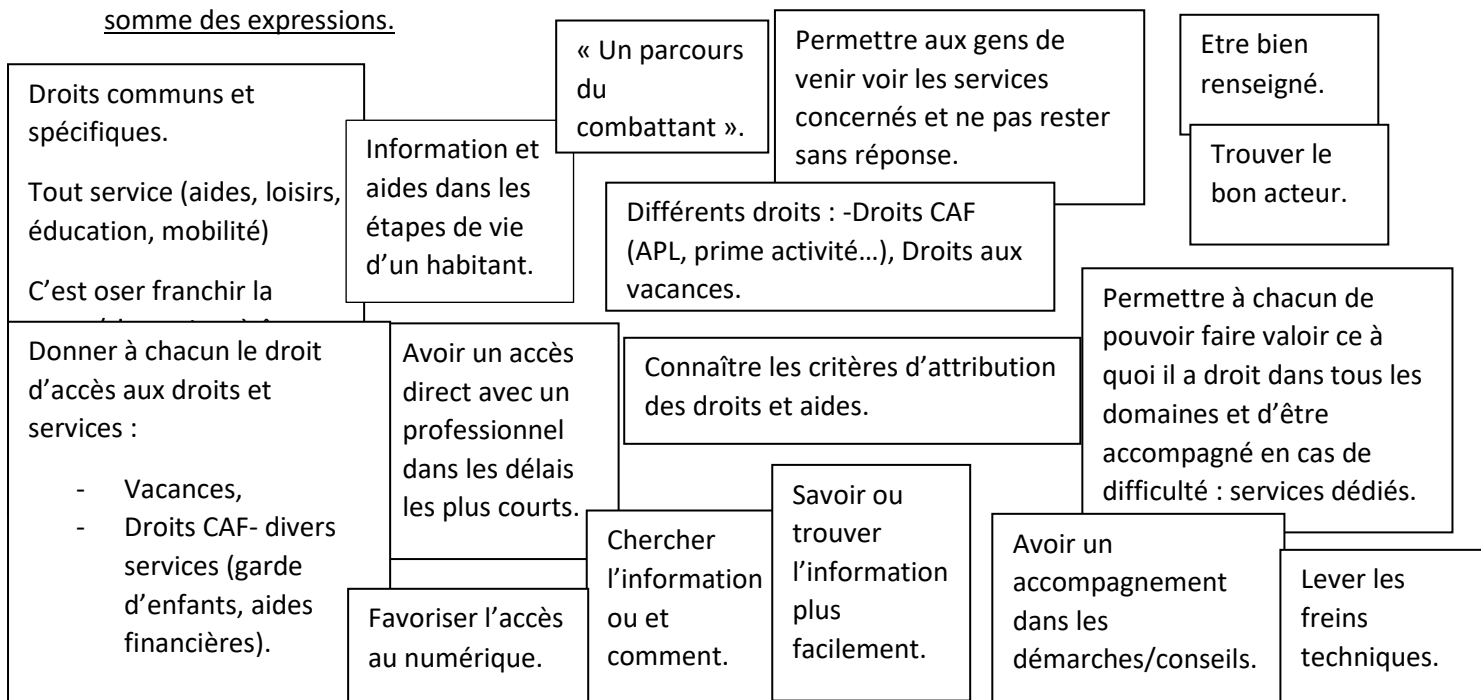 somme des expressions.
Droits communs et
spécifiques.
Tout service (aides, loisirs,
éducation, mobilité)
C’est oser franchir la
Information et
aides dans les
étapes de vie
d’un habitant.
« Un parcours
du
combattant ».
Permettre aux gens de
venir voir les services
concernés et ne pas rester
sans réponse.
Etre bien
renseigné.
Trouver le
bon acteur.
Différents droits : -Droits CAF
(APL, prime activité…), Droits aux
vacances.
Donner à chacun le droit
d’accès aux droits et
services :
- Vacances,
- Droits CAF- divers
services (garde
d’enfants, aides
financières).
Avoir un accès
direct avec un
professionnel
dans les délais
les plus courts.
Connaître les critères d’attribution
des droits et aides.
Permettre à chacun de
pouvoir faire valoir ce à
quoi il a droit dans tous les
domaines et d’être
accompagné en cas de
difficulté : services dédiés.
Favoriser l’accès
au numérique.
Chercher
l’information
ou et
comment.
Savoir ou
trouver
l’information
plus
facilement.
Avoir un
accompagnement
dans les
démarches/conseils.
Lever les
freins
techniques.